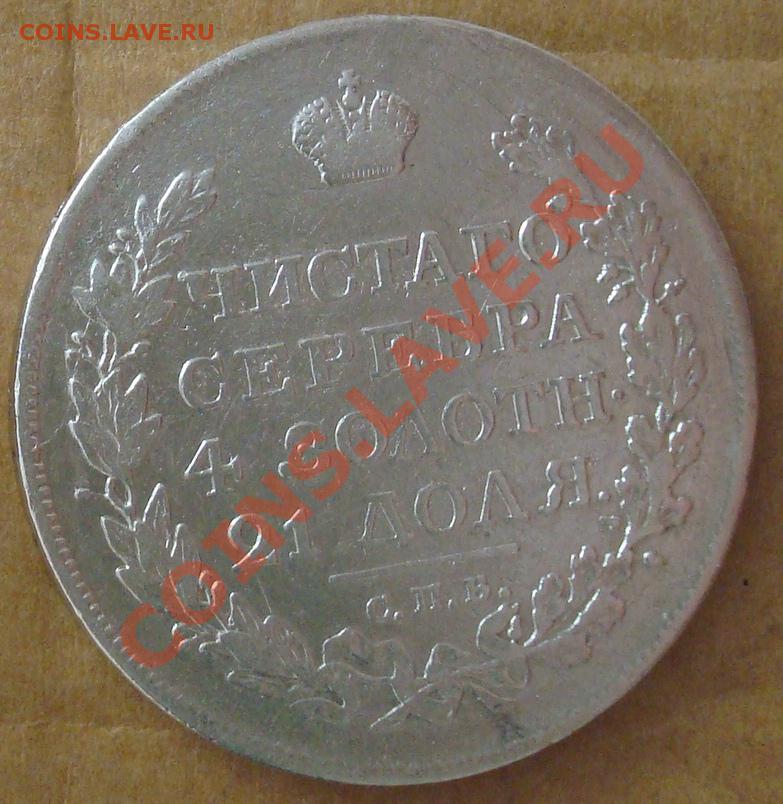 COINS.LAVE.RU
ЧИСТАГО
СЕРЕБРА
4 ЗОЛОТН.
21 ДОЛЯ.
С.П.Б.
COINS.LAVE.RU